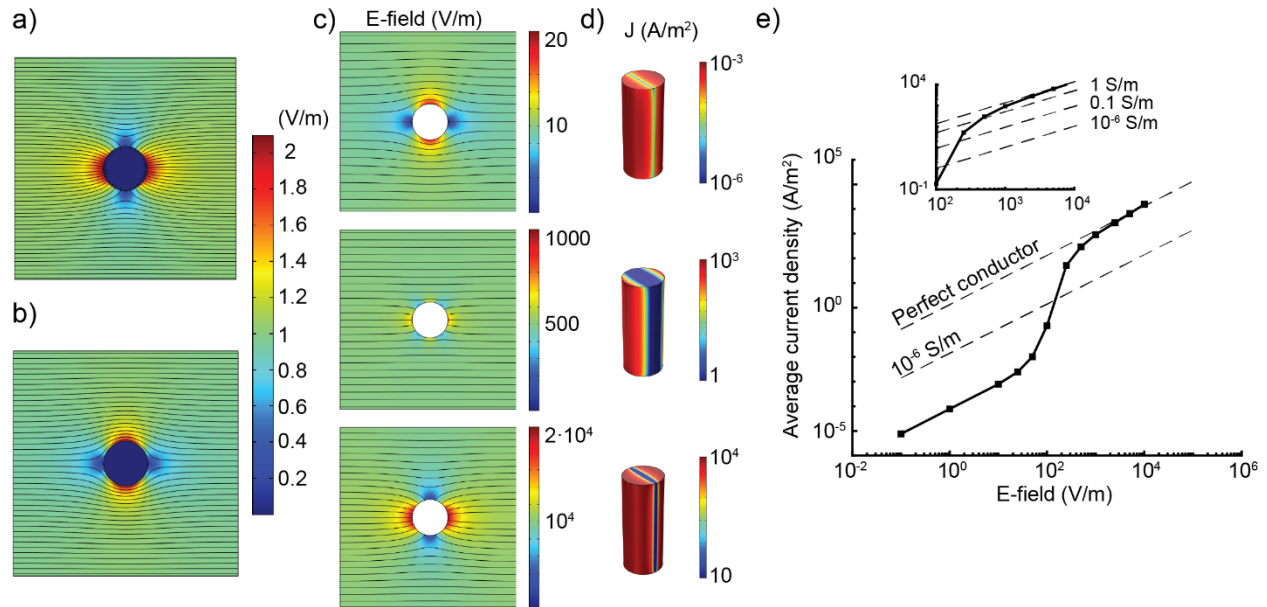 a)
(V/m)
2
1.8
1.6
1.4
1.2
1
0.8
0.6
0.4
0.2
b)
c)
E-field (V/m)
20
10
1000
500
2·10⁴
10⁴
d)
J (A/m²)
10⁻³
10⁻⁶
10³
1
10⁴
10
e)
10⁴
10⁻¹
10²
10³
10⁴
1 S/m
0.1 S/m
10⁻⁶ S/m
Average current density (A/m²)
10⁵
10⁰
10⁻⁵
Perfect conductor
10⁻⁶ S/m
10⁻²
10⁰
10²
10⁴
10⁶
E-field (V/m)